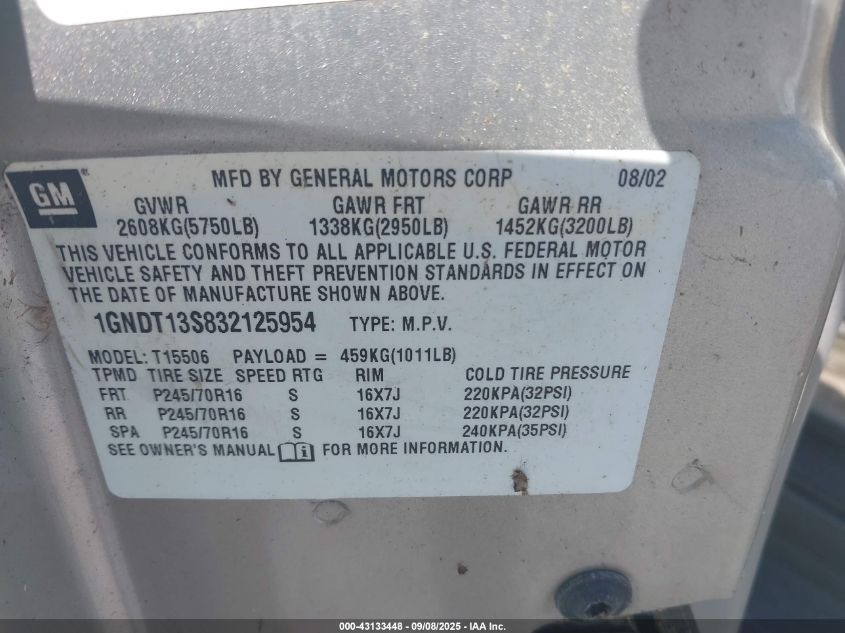 GM ® MFD BY GENERAL MOTORS CORP 08/02
GVWR GAWR FRT GAWR RR
2608KG(5750LB) 1338KG(2950LB) 1452KG(3200LB)
THIS VEHICLE CONFORMS TO ALL APPLICABLE U.S. FEDERAL MOTOR
VEHICLE SAFETY AND THEFT PREVENTION STANDARDS IN EFFECT ON
THE DATE OF MANUFACTURE SHOWN ABOVE.
1GNDT13S832125954 TYPE: M.P.V.
MODEL: T15506 PAYLOAD = 459KG(1011LB)
TPMD TIRE SIZE SPEED RTG RIM COLD TIRE PRESSURE
FRT P245/70R16 S 16X7J 220KPA(32PSI)
RR P245/70R16 S 16X7J 220KPA(32PSI)
SPA P245/70R16 S 16X7J 240KPA(35PSI)
SEE OWNER'S MANUAL i FOR MORE INFORMATION.
000-43133448 - 09/08/2025 - IAA Inc.